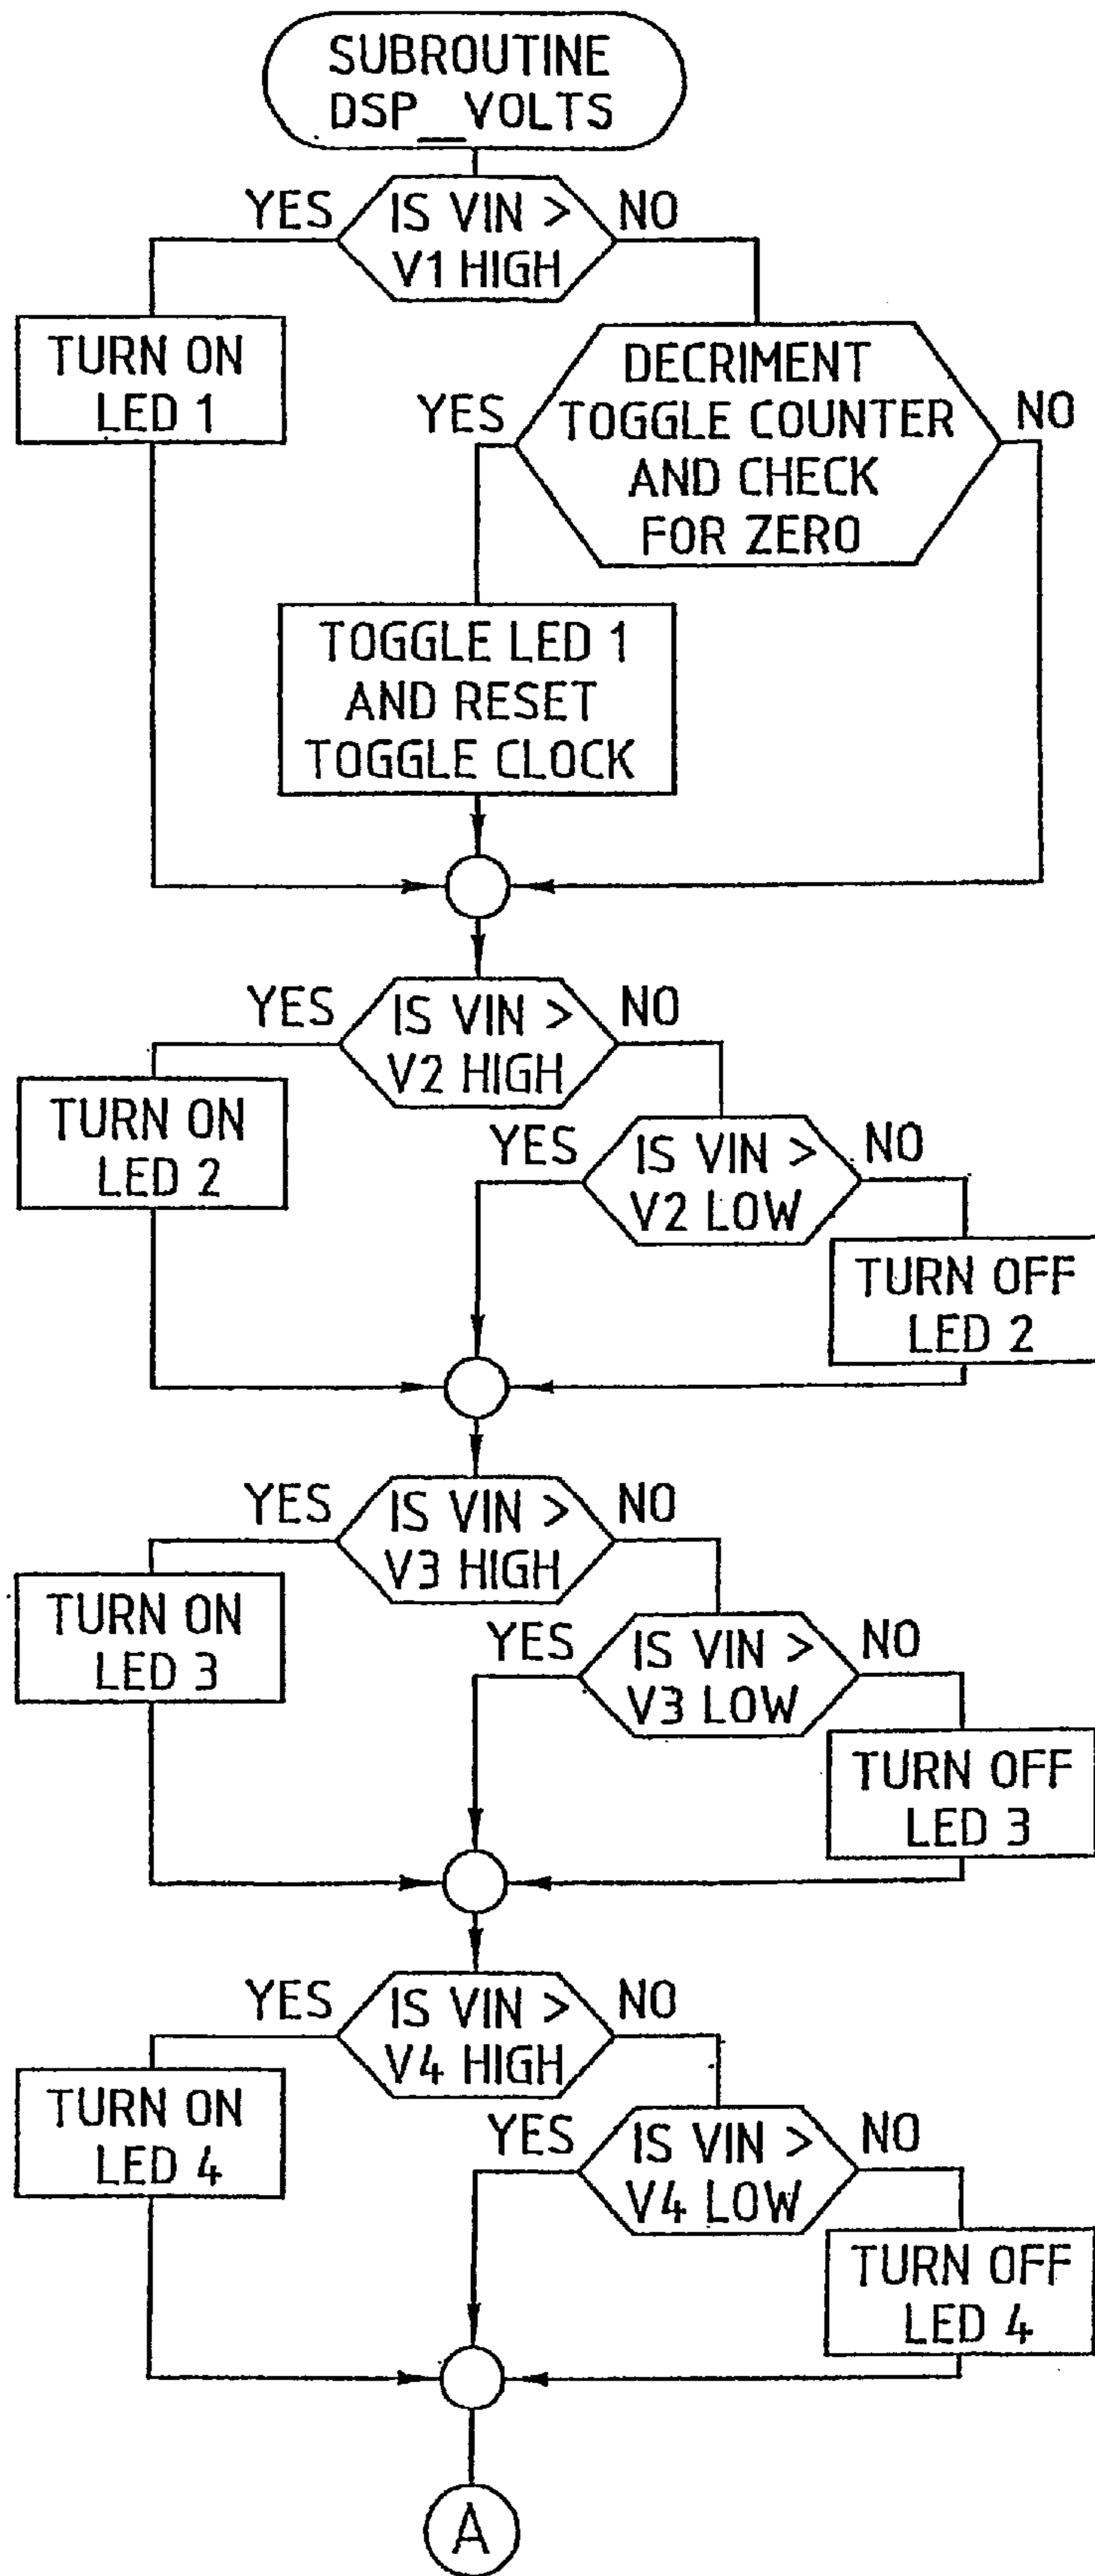 SUBROUTINE
DSP__VOLTS
YES
IS VIN >
V1 HIGH
NO
TURN ON
LED 1
YES
DECRIMENT
TOGGLE COUNTER
AND CHECK
FOR ZERO
NO
TOGGLE LED 1
AND RESET
TOGGLE CLOCK
YES
IS VIN >
V2 HIGH
NO
TURN ON
LED 2
YES
IS VIN >
V2 LOW
NO
TURN OFF
LED 2
YES
IS VIN >
V3 HIGH
NO
TURN ON
LED 3
YES
IS VIN >
V3 LOW
NO
TURN OFF
LED 3
YES
IS VIN >
V4 HIGH
NO
TURN ON
LED 4
YES
IS VIN >
V4 LOW
NO
TURN OFF
LED 4
A